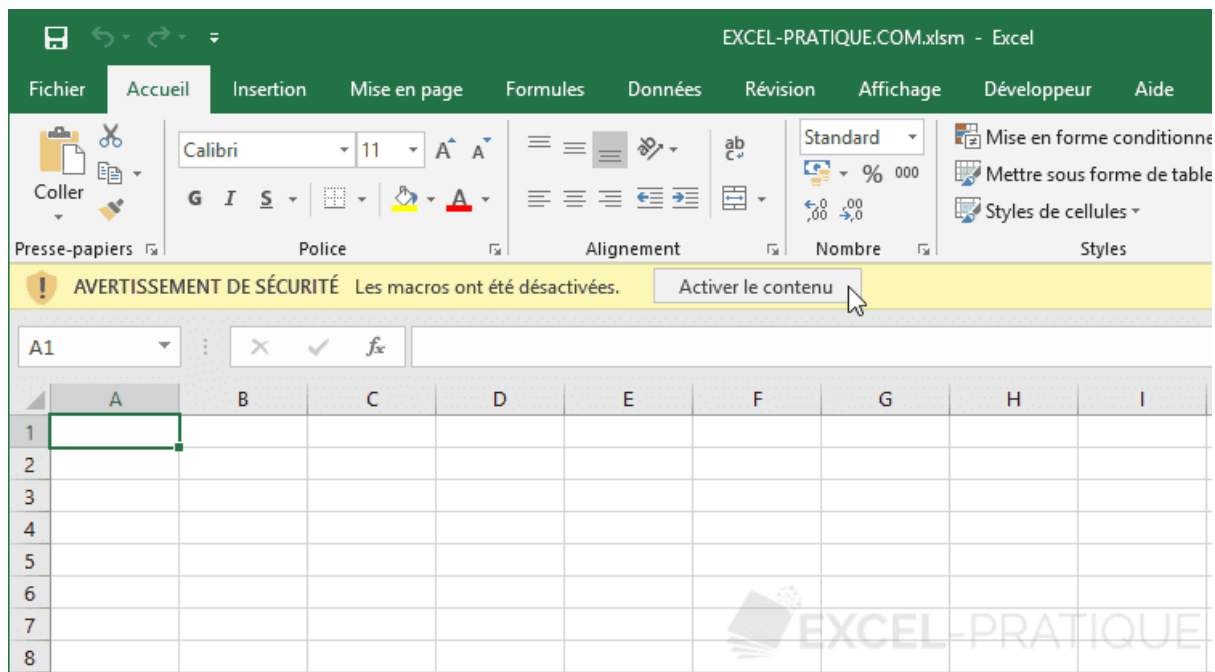 EXCEL-PRATIQUE.COM.xlsm - Excel
Fichier Accueil Insertion Mise en page Formules Données Révision Affichage Développeur Aide
Calibri 11 A A ab Standard Mise en forme conditionne
Coller % 000 Mettre sous forme de table
G I S A ,00 Styles de cellules
Presse-papiers Police Alignement Nombre Styles
AVERTISSEMENT DE SÉCURITÉ Les macros ont été désactivées. Activer le contenu
A1 fx
A B C D E F G H I
1
2
3
4
5
6
7
8
EXCEL-PRATIQUE